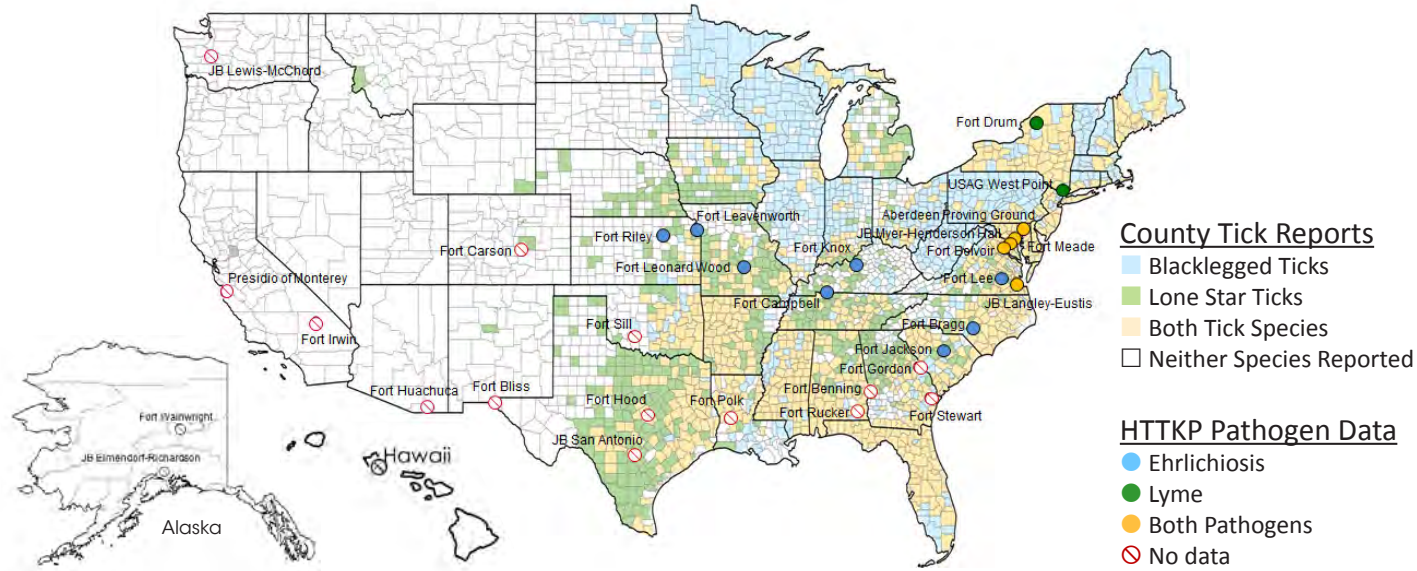 JB Lewis-McChord
Fort Drum
USAG West Point
Aberdeen Proving Ground
JB Myer-Henderson Hall
Fort Belvoir
Fort Meade
Fort Leavenworth
Fort Riley
Fort Knox
Fort Carson
Fort Leonard Wood
Fort Lee
Presidio of Monterey
Fort Campbell
JB Langley-Eustis
Fort Sill
Fort Bragg
Fort Irwin
Fort Jackson
Fort Gordon
Fort Huachuca
Fort Bliss
Fort Hood
Fort Polk
Fort Benning
Fort Rucker
Fort Stewart
JB San Antonio
Fort Wainwright
JB Elmendorf-Richardson
Hawaii
Alaska
County Tick Reports
Blacklegged Ticks
Lone Star Ticks
Both Tick Species
Neither Species Reported
HTTKP Pathogen Data
Ehrlichiosis
Lyme
Both Pathogens
No data